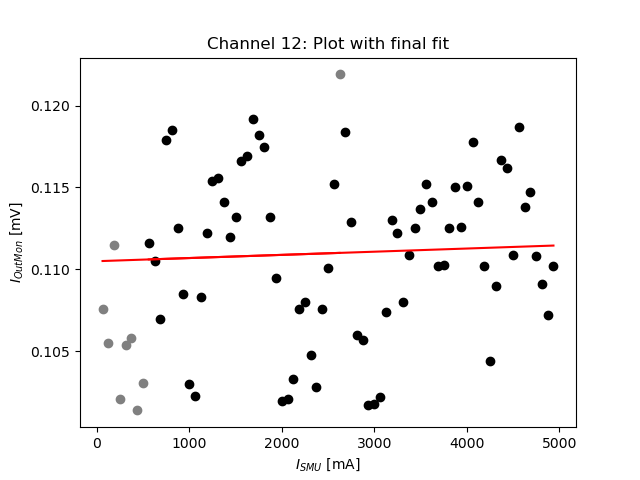 Channel 12: Plot with final fit
I_OutMon [mV]
0.120
0.115
0.110
0.105
0 1000 2000 3000 4000 5000
I_SMU [mA]